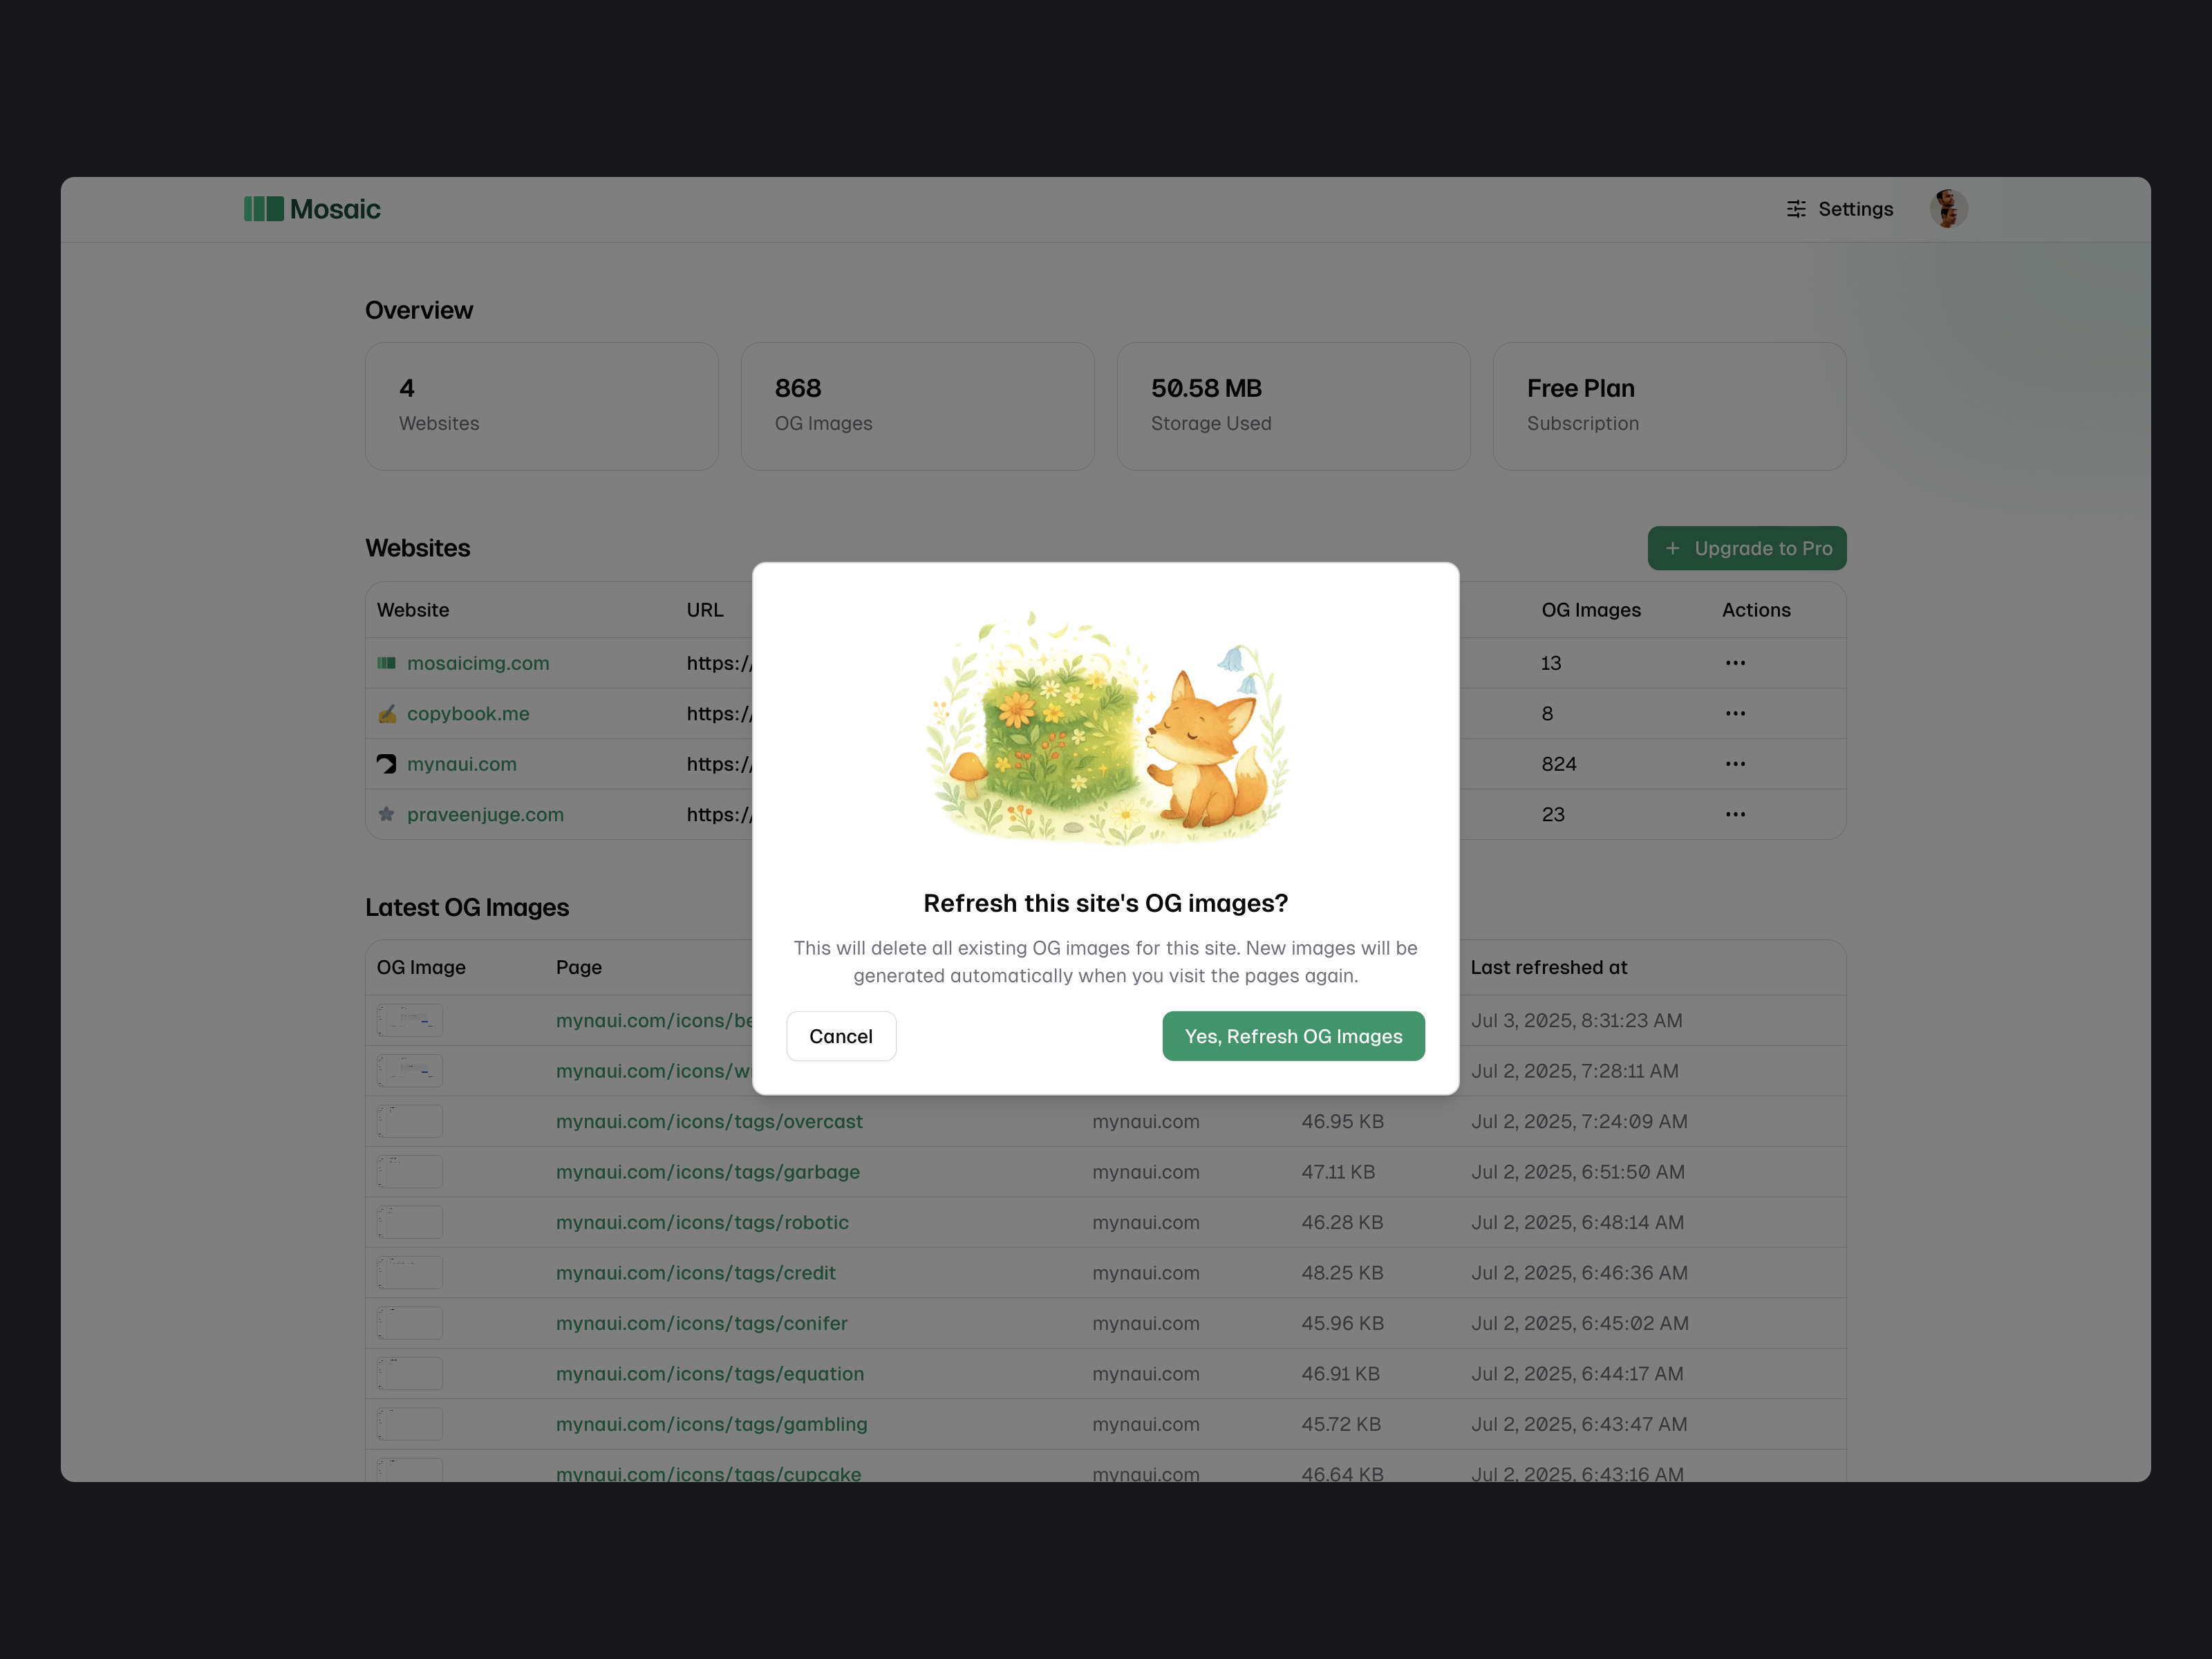 Mosaic
Settings
Overview
4
Websites
868
OG Images
50.58 MB
Storage Used
Free Plan
Subscription
Websites
+ Upgrade to Pro
Website URL OG Images Actions
mosaicimg.com https:/ 13
copybook.me https:/ 8
mynaui.com https:/ 824
praveenjuge.com https:/ 23
Refresh this site's OG images?
This will delete all existing OG images for this site. New images will be
generated automatically when you visit the pages again.
Cancel
Yes, Refresh OG Images
Latest OG Images
OG Image Page Last refreshed at
mynaui.com/icons/be Jul 3, 2025, 8:31:23 AM
mynaui.com/icons/w Jul 2, 2025, 7:28:11 AM
mynaui.com/icons/tags/overcast mynaui.com 46.95 KB Jul 2, 2025, 7:24:09 AM
mynaui.com/icons/tags/garbage mynaui.com 47.11 KB Jul 2, 2025, 6:51:50 AM
mynaui.com/icons/tags/robotic mynaui.com 46.28 KB Jul 2, 2025, 6:48:14 AM
mynaui.com/icons/tags/credit mynaui.com 48.25 KB Jul 2, 2025, 6:46:36 AM
mynaui.com/icons/tags/conifer mynaui.com 45.96 KB Jul 2, 2025, 6:45:02 AM
mynaui.com/icons/tags/equation mynaui.com 46.91 KB Jul 2, 2025, 6:44:17 AM
mynaui.com/icons/tags/gambling mynaui.com 45.72 KB Jul 2, 2025, 6:43:47 AM
mynaui.com/icons/tags/cupcake mynaui.com 46.64 KB Jul 2, 2025, 6:43:16 AM